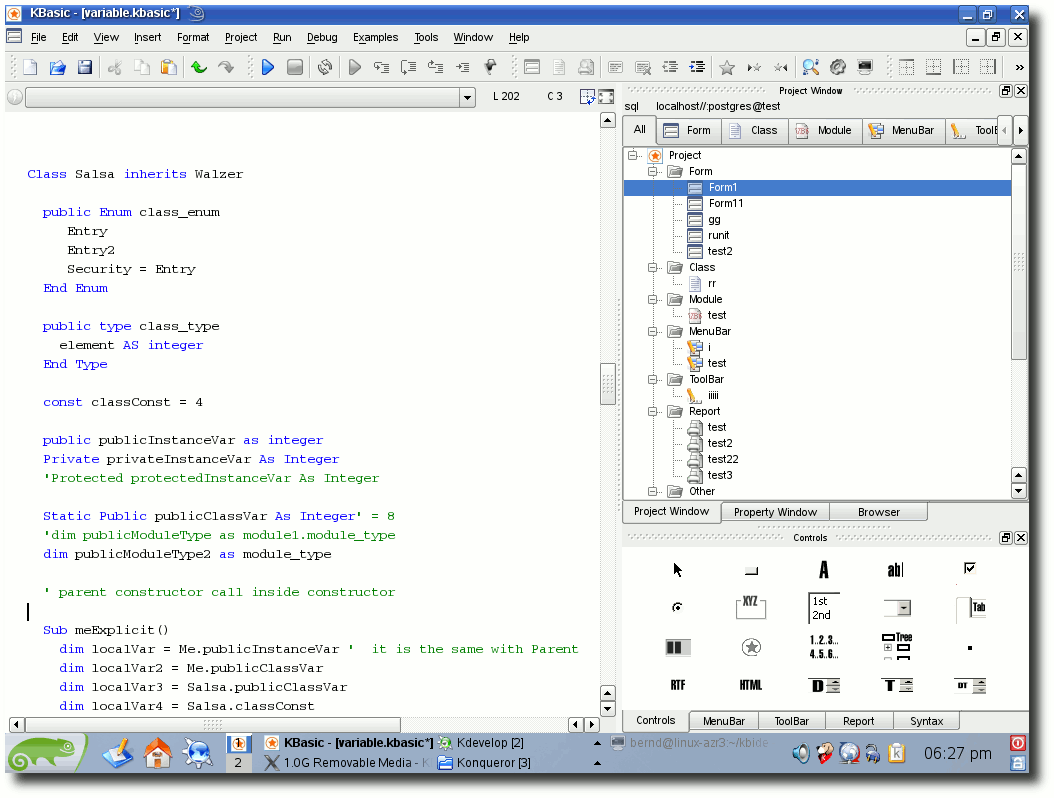 KBasic - [variable.kbasic*]
File Edit View Insert Format Project Run Debug Examples Tools Window Help
L 202 C 3
Class Salsa inherits Walzer
public Enum class_enum
Entry
Entry2
Security = Entry
End Enum
public type class_type
element AS integer
End Type
const classConst = 4
public publicInstanceVar as integer
Private privateInstanceVar As Integer
'Protected protectedInstanceVar As Integer
Static Public publicClassVar As Integer' = 8
'dim publicModuleType as module1.module_type
dim publicModuleType2 as module_type
' parent constructor call inside constructor
Sub meExplicit()
dim localVar = Me.publicInstanceVar ' it is the same with Parent
dim localVar2 = Me.publicClassVar
dim localVar3 = Salsa.publicClassVar
dim localVar4 = Salsa.classConst
Project Window
sql localhost//:postgres@test
All Form Class Module MenuBar ToolB
Project
Form
Form1
Form11
gg
runit
test2
Class
rr
Module
test
MenuBar
i
test
ToolBar
iiiii
Report
test
test2
test22
test3
Other
Project Window Property Window Browser
Controls
A ab|
XYZ 1st Tab
2nd
1..2..3... Tree
4..5..6...
RTF HTML D T DT
Controls MenuBar ToolBar Report Syntax
1 KBasic - [variable.kbasic*] Kdevelop [2] bernd@linux-azr3:~/kbide
2 1.0G Removable Media - K Konqueror [3]
06:27 pm